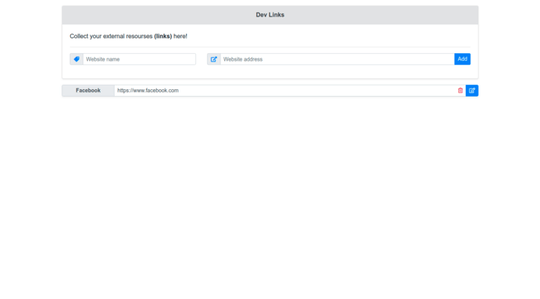 Dev Links
Collect your external resourses (links) here!
Website name
Website address
Add
Facebook
https://www.facebook.com